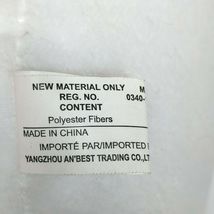 NEW MATERIAL ONLY M
REG. NO. 0340-
CONTENT
Polyester Fibers
MADE IN CHINA
IMPORTÉ PAR/IMPORTED
YANGZHOU AN'BEST TRADING CO.,L